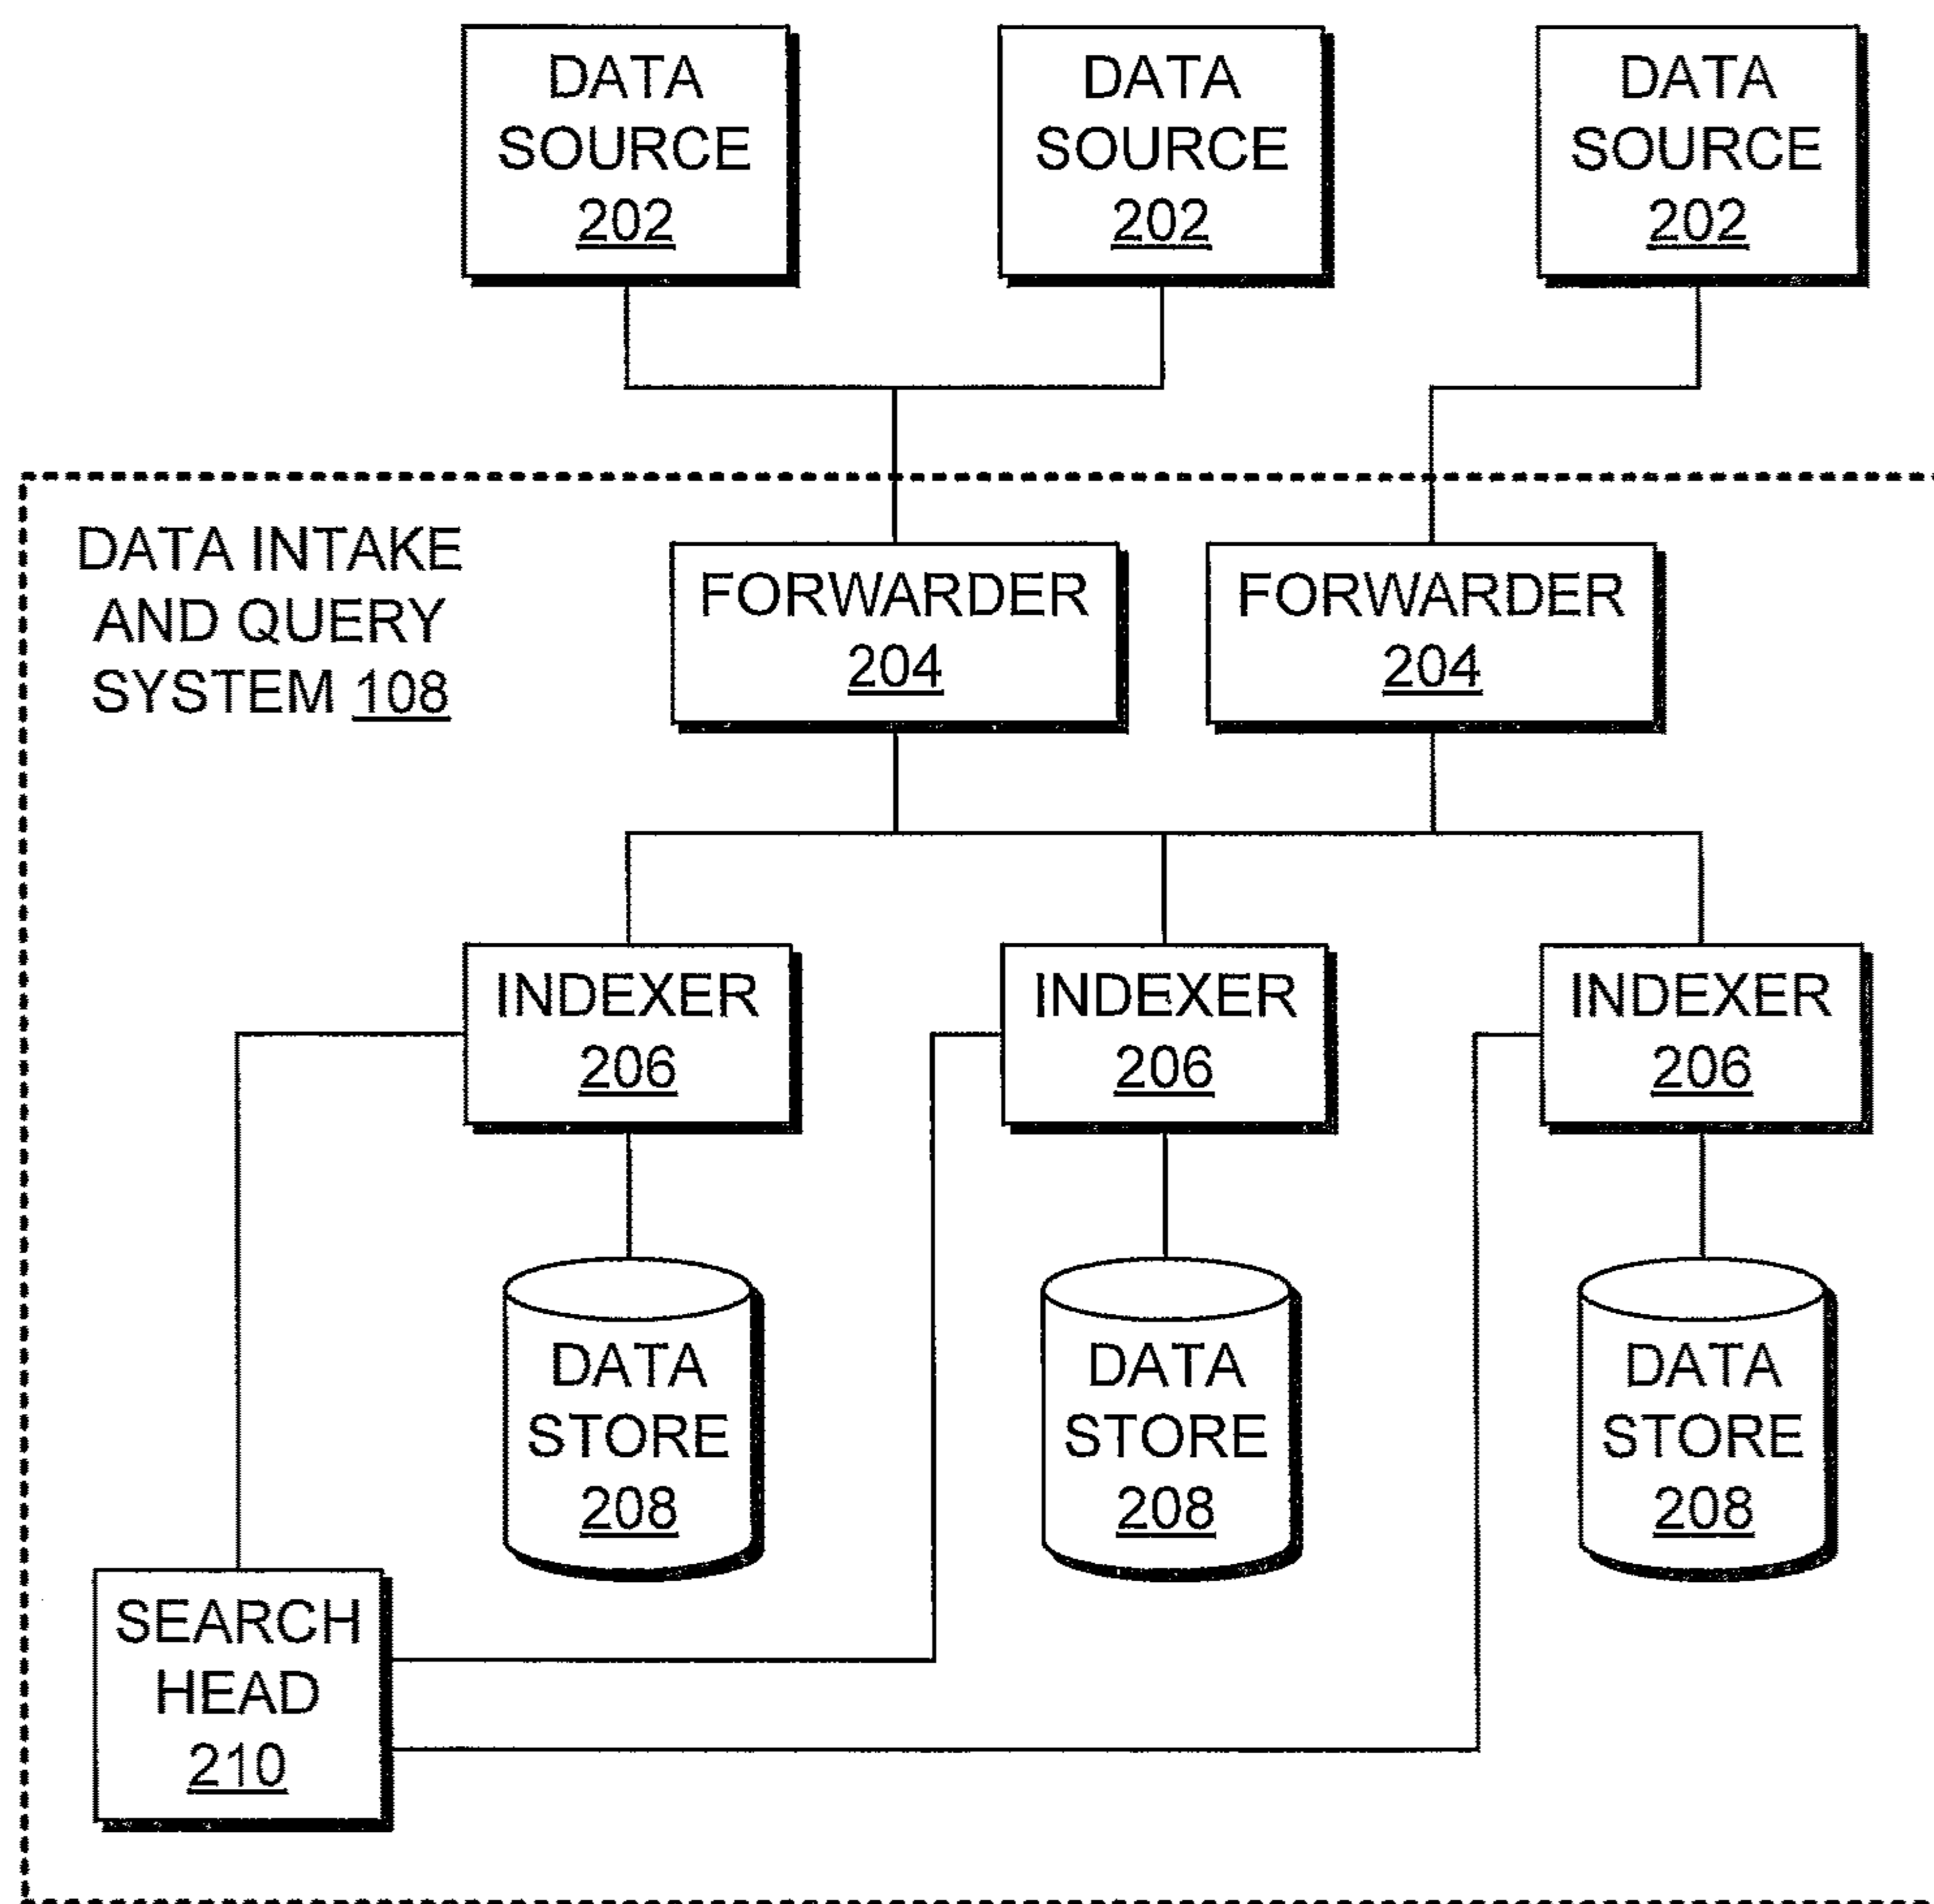 DATA
SOURCE
202
DATA
SOURCE
202
DATA
SOURCE
202
DATA INTAKE
AND QUERY
SYSTEM 108
FORWARDER
204
FORWARDER
204
INDEXER
206
INDEXER
206
INDEXER
206
DATA
STORE
208
DATA
STORE
208
DATA
STORE
208
SEARCH
HEAD
210